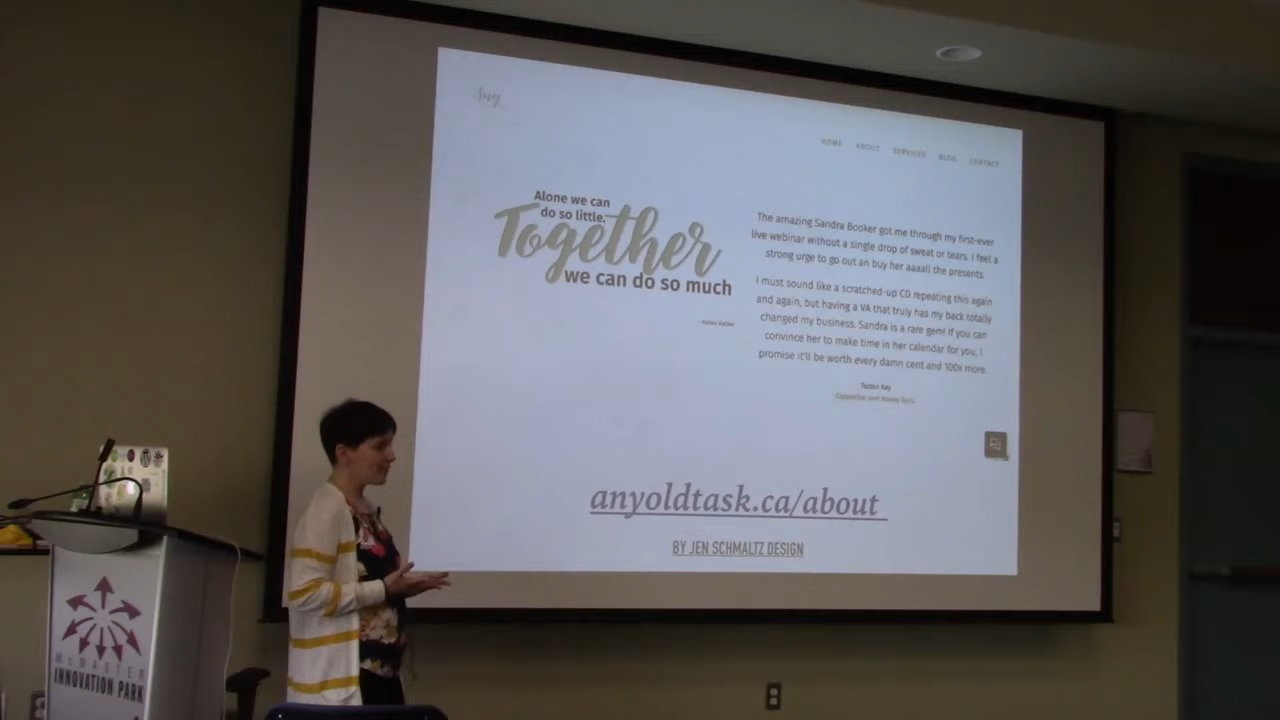 Any
HOME ABOUT SERVICES BLOG CONTACT
Alone we can
do so little.
Together
we can do so much
- Helen Keller
The amazing Sandra Booker got me through my first-ever
live webinar without a single drop of sweat or tears. I feel a
strong urge to go out an buy her aaaall the presents.
I must sound like a scratched-up CD repeating this again
and again, but having a VA that truly has my back totally
changed my business. Sandra is a rare gem! If you can
convince her to make time in her calendar for you, I
promise it'll be worth every damn cent and 100x more.
anyoldtask.ca/about
BY JEN SCHMALTZ DESIGN
McMASTER
INNOVATION PARK